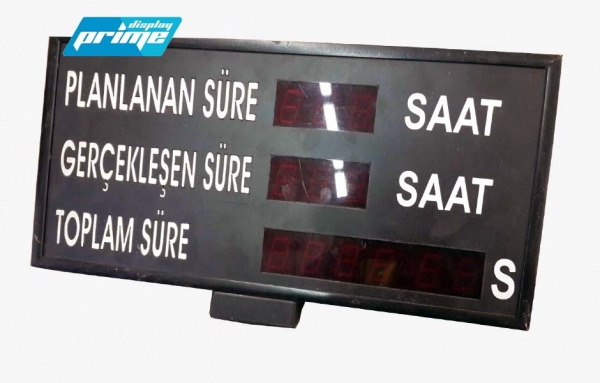 prime display
PLANLANAN SÜRE SAAT
GERÇEKLEŞEN SÜRE SAAT
TOPLAM SÜRE S